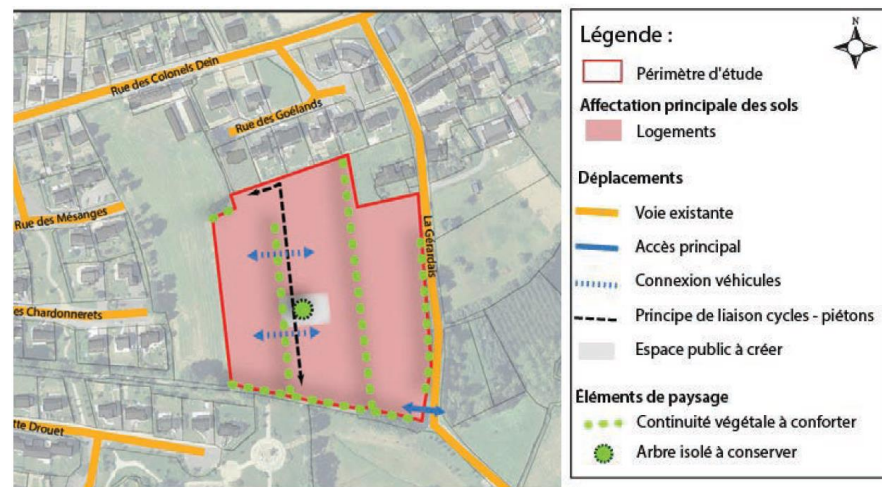 Rue des Colonels Dein
Rue des Goélands
Rue des Mésanges
es Chardonnerets
tte Drouet
La Gérardais
Légende :
N
Périmètre d'étude
Affectation principale des sols
Logements
Déplacements
Voie existante
Accès principal
Connexion véhicules
Principe de liaison cycles - piétons
Espace public à créer
Éléments de paysage
Continuité végétale à conforter
Arbre isolé à conserver